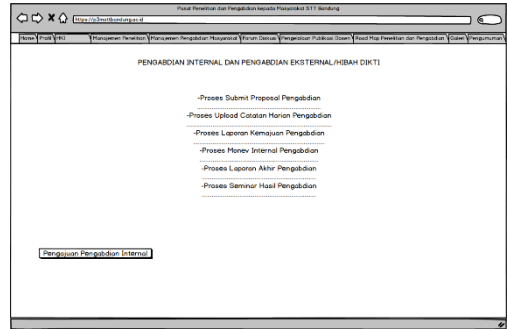 Pusat Penelitian dan Pengabdian kepada Masyarakat STT Bandung
https://p3msttbandung.ac.id
Home Profil HKI Manajemen Penelitian Manajemen Pengabdian Masyarakat Forum Diskusi Pengelolaan Publikasi Dosen Road Map Penelitian dan Pengabdian Galeri Pengumuman
PENGABDIAN INTERNAL DAN PENGABDIAN EKSTERNAL/HIBAH DIKTI
-Proses Submit Proposal Pengabdian
-Proses Upload Catatan Harian Pengabdian
-Proses Laporan Kemajuan Pengabdian
-Proses Monev Internal Pengabdian
-Proses Laporan Akhir Pengabdian
-Proses Seminar Hasil Pengabdian
Pengajuan Pengabdian Internal